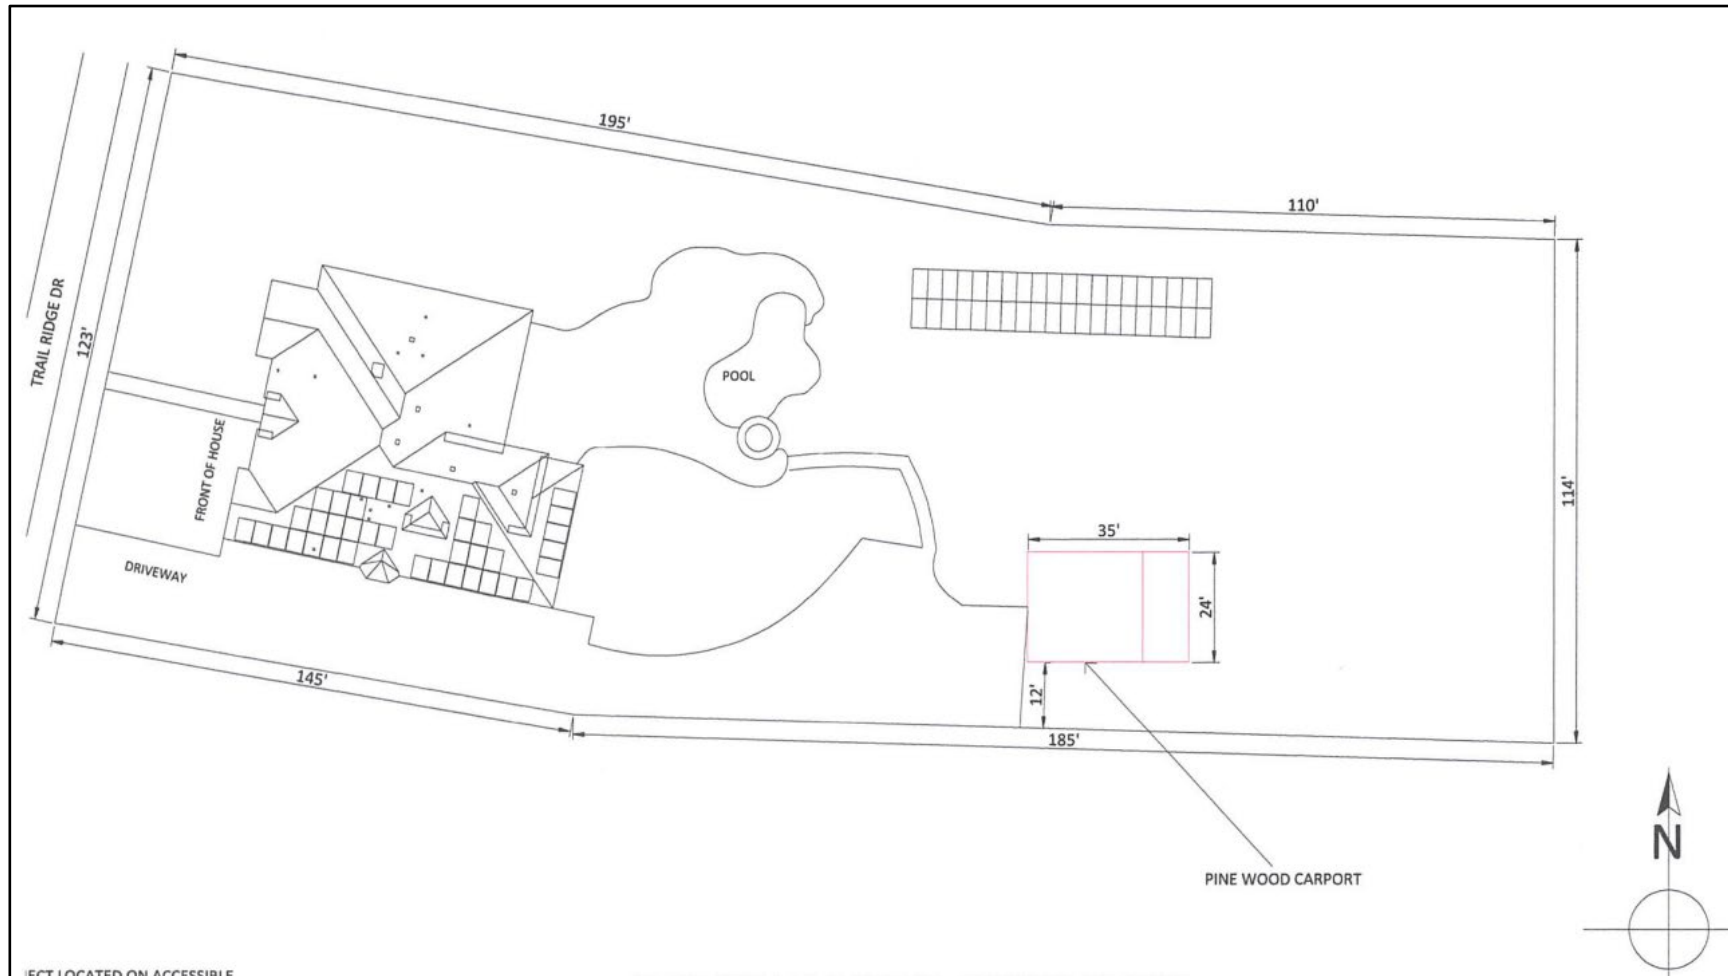 195'
110'
TRAIL RIDGE DR
123'
POOL
FRONT OF HOUSE
114'
35'
24'
DRIVEWAY
12'
145'
185'
PINE WOOD CARPORT
N
ECT LOCATED ON ACCESSIBLE